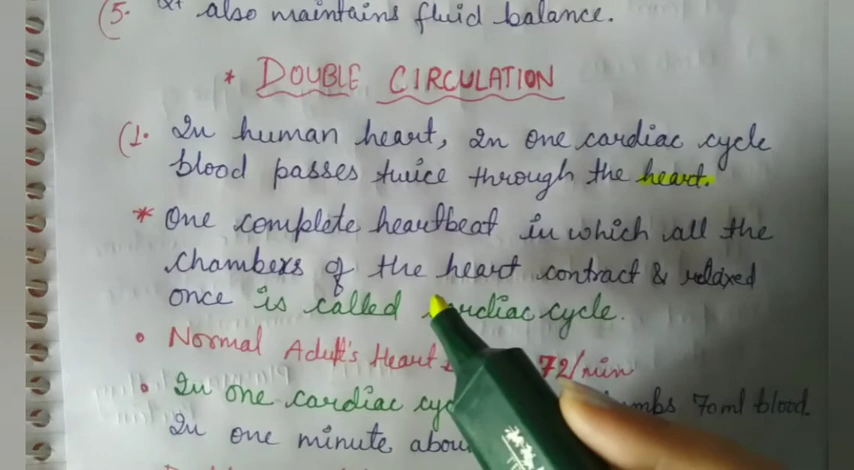 (5. It also maintains fluid balance.
* DOUBLE CIRCULATION
(1. In human heart, In one cardiac cycle
blood passes twice through the heart.
* One complete heartbeat in which all the
chambers of the heart contract & relaxed
once is called cardiac cycle.
• Normal Adult's Heart 72/min
• In one cardiac 70ml blood.
In one minute